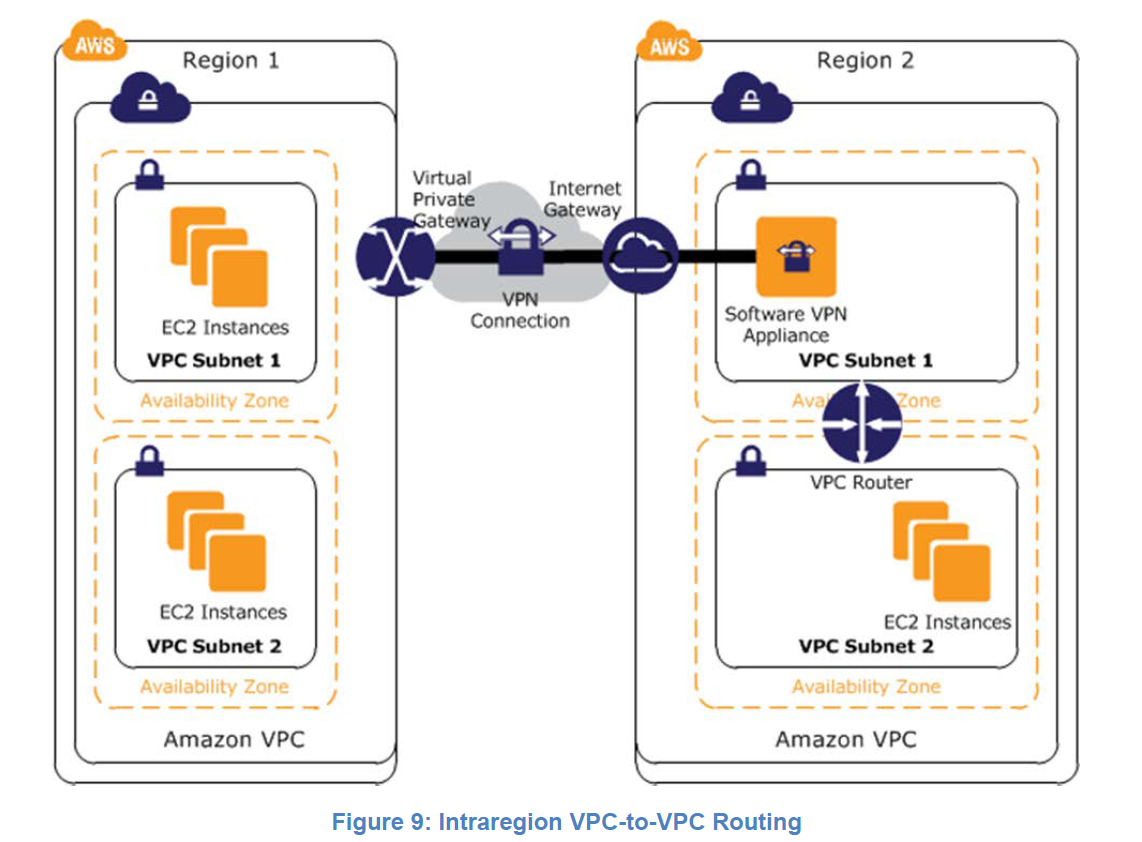 AWS
Region 1
EC2 Instances
VPC Subnet 1
Availability Zone
EC2 Instances
VPC Subnet 2
Availability Zone
Amazon VPC
Virtual
Private
Gateway
Internet
Gateway
VPN
Connection
AWS
Region 2
Software VPN
Appliance
VPC Subnet 1
Zone
VPC Router
EC2 Instances
VPC Subnet 2
Availability Zone
Amazon VPC
Figure 9: Intraregion VPC-to-VPC Routing